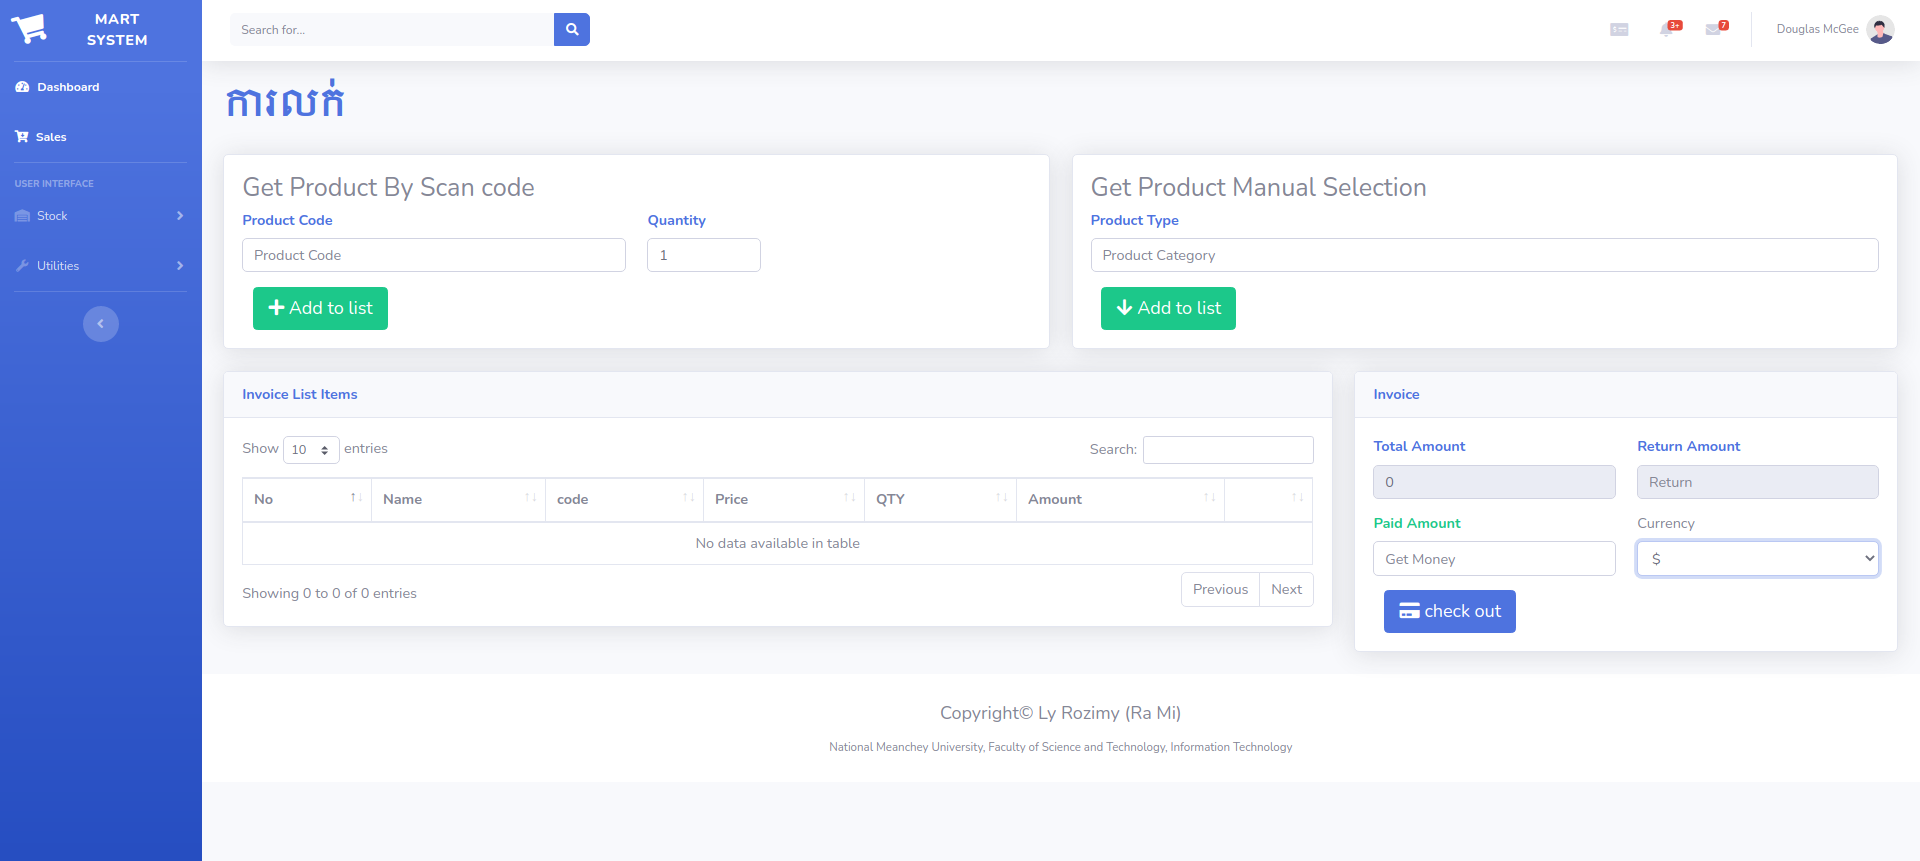 MART
SYSTEM
Search for...
3+
7
Douglas McGee
Dashboard
Sales
USER INTERFACE
Stock
Utilities
ការលក់
Get Product By Scan code
Product Code
Quantity
Product Code
1
Add to list
Get Product Manual Selection
Product Type
Product Category
Add to list
Invoice List Items
Show 10 entries
Search:
No
Name
code
Price
QTY
Amount
No data available in table
Showing 0 to 0 of 0 entries
Previous
Next
Invoice
Total Amount
Return Amount
0
Return
Paid Amount
Currency
Get Money
$
check out
Copyright© Ly Rozimy (Ra Mi)
National Meanchey University, Faculty of Science and Technology, Information Technology